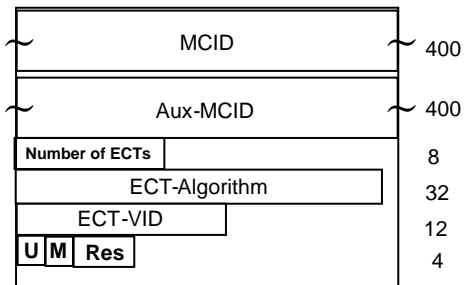 MCID 400
Aux-MCID 400
Number of ECTs 8
ECT-Algorithm 32
ECT-VID 12
U M Res 4